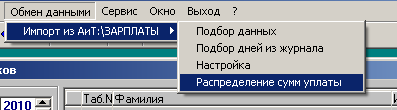 Обмен данными Сервис Окно Выход ?
Импорт из АиТ:\ЗАРПЛАТЫ
Подбор данных
Подбор дней из журнала
Настройка
Распределение сумм уплаты
ков
2010
Таб.N Фамилия